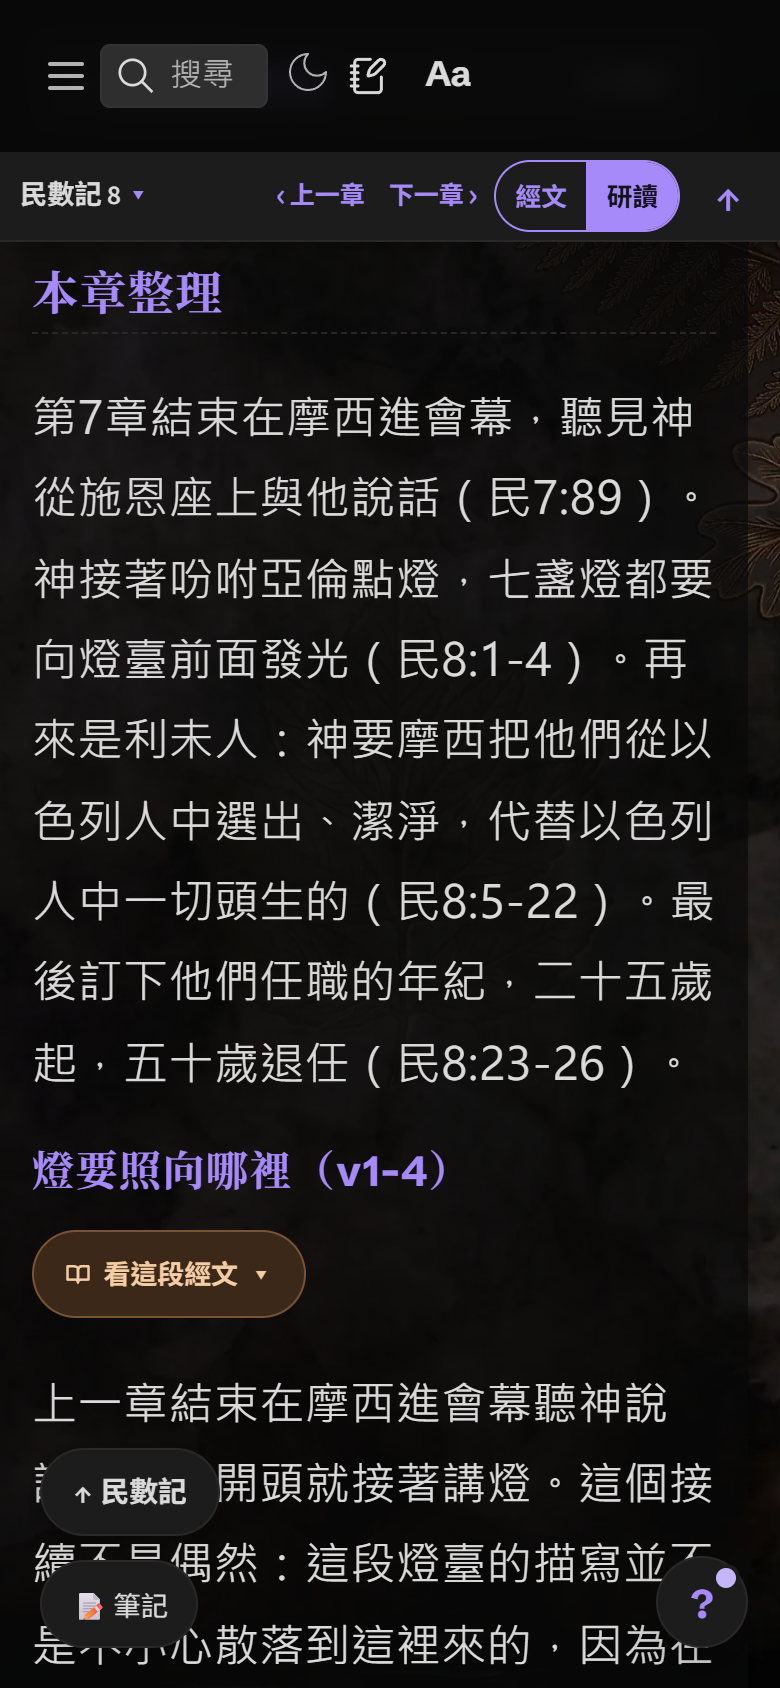 搜尋
Aa
民數記 8 ▾
‹ 上一章
下一章 ›
經文
研讀
↑
本章整理
第7章結束在摩西進會幕，聽見神
從施恩座上與他說話（民7:89）。
神接著吩咐亞倫點燈，七盞燈都要
向燈臺前面發光（民8:1-4）。再
來是利未人：神要摩西把他們從以
色列人中選出、潔淨，代替以色列
人中一切頭生的（民8:5-22）。最
後訂下他們任職的年紀，二十五歲
起，五十歲退任（民8:23-26）。
燈要照向哪裡（v1-4）
看這段經文 ▾
上一章結束在摩西進會幕聽神說
開頭就接著講燈。這個接
↑ 民數記
偶然：這段燈臺的描寫並不
筆記
?
心散落到這裡來的，因為在